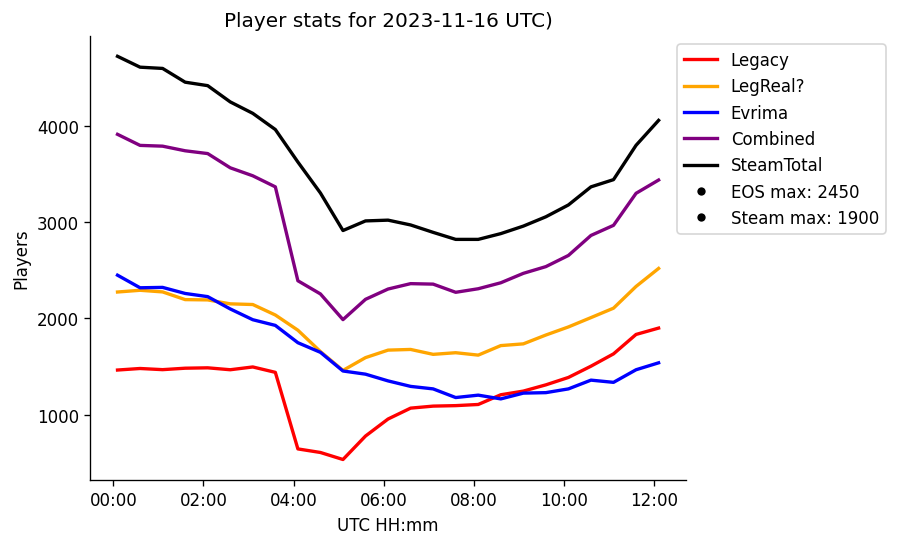 Player stats for 2023-11-16 UTC)
Legacy
LegReal?
Evrima
Combined
SteamTotal
EOS max: 2450
Steam max: 1900
Players
4000
3000
2000
1000
00:00 02:00 04:00 06:00 08:00 10:00 12:00
UTC HH:mm